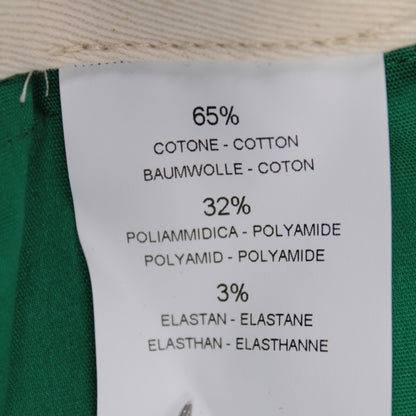 65%
COTONE - COTTON
BAUMWOLLE - COTON
32%
POLIAMMIDICA - POLYAMIDE
POLYAMID - POLYAMIDE
3%
ELASTAN - ELASTANE
ELASTHAN - ELASTHANNE